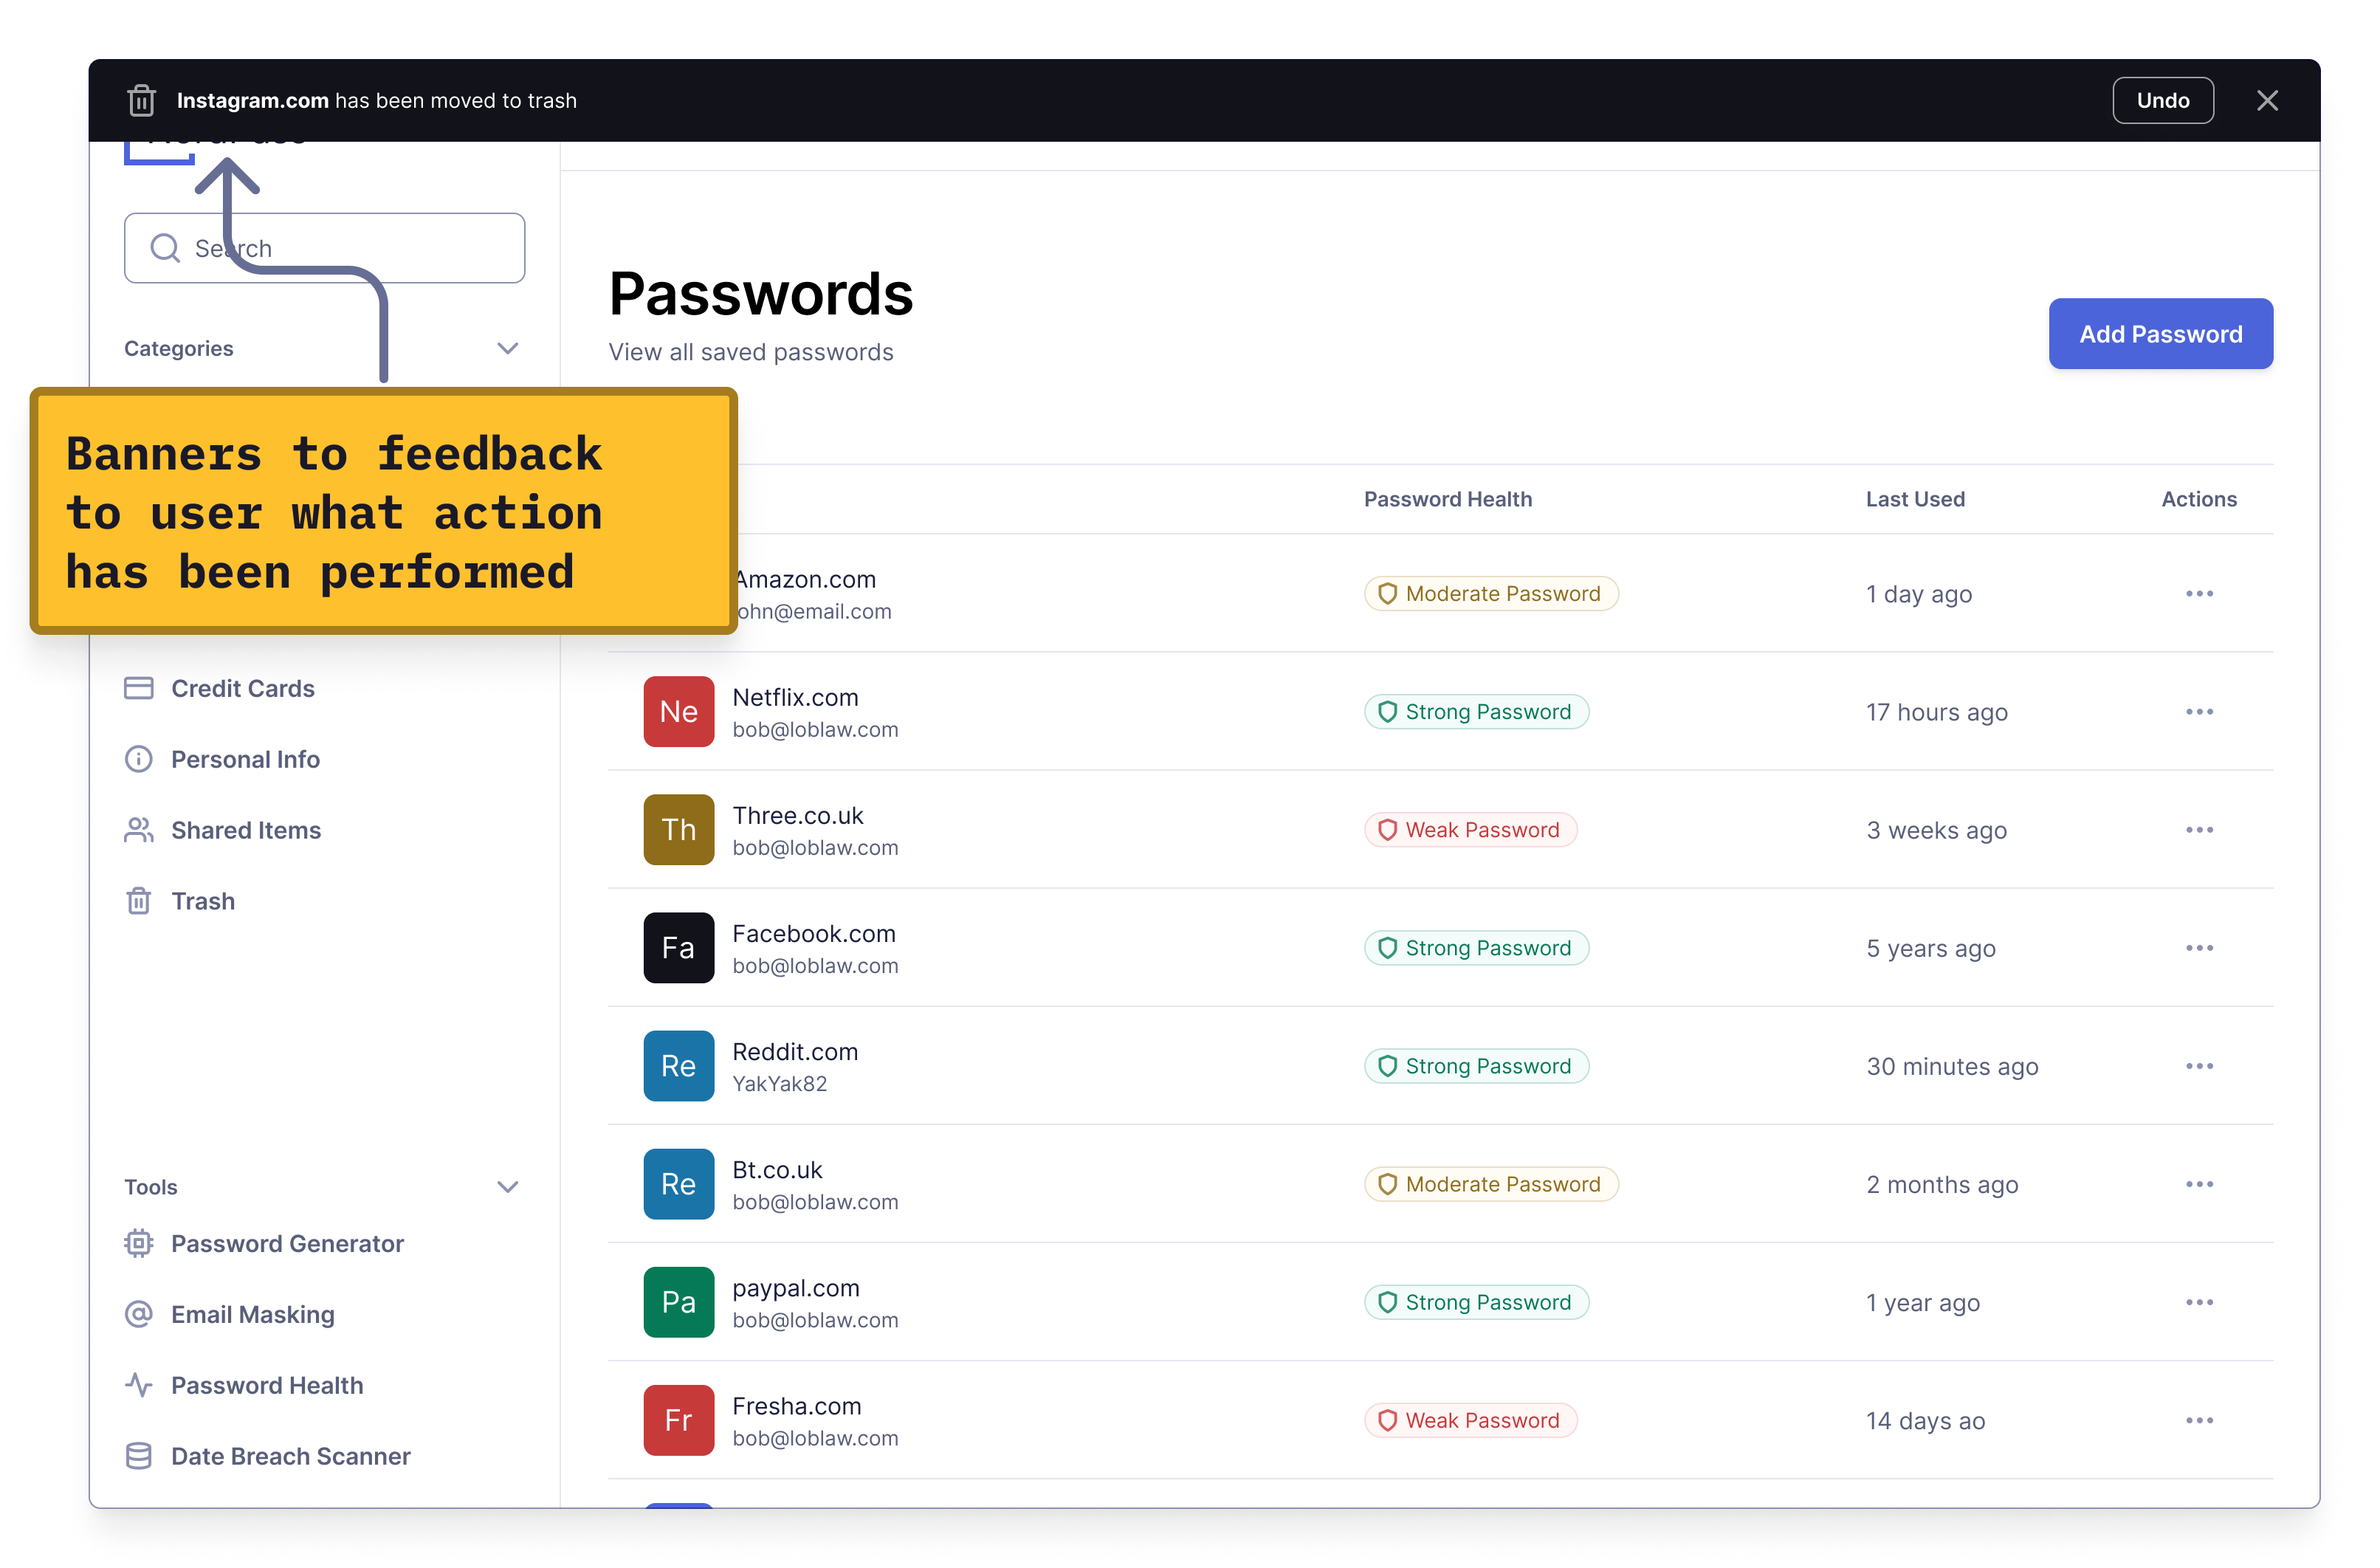 Instagram.com has been moved to trash
Undo
Search
Categories
Banners to feedback
to user what action
has been performed
Credit Cards
Personal Info
Shared Items
Trash
Tools
Password Generator
Email Masking
Password Health
Date Breach Scanner
Passwords
View all saved passwords
Add Password
Password Health Last Used Actions
Amazon.com
john@email.com
Moderate Password
1 day ago
Ne
Netflix.com
bob@loblaw.com
Strong Password
17 hours ago
Th
Three.co.uk
bob@loblaw.com
Weak Password
3 weeks ago
Fa
Facebook.com
bob@loblaw.com
Strong Password
5 years ago
Re
Reddit.com
YakYak82
Strong Password
30 minutes ago
Re
Bt.co.uk
bob@loblaw.com
Moderate Password
2 months ago
Pa
paypal.com
bob@loblaw.com
Strong Password
1 year ago
Fr
Fresha.com
bob@loblaw.com
Weak Password
14 days ao